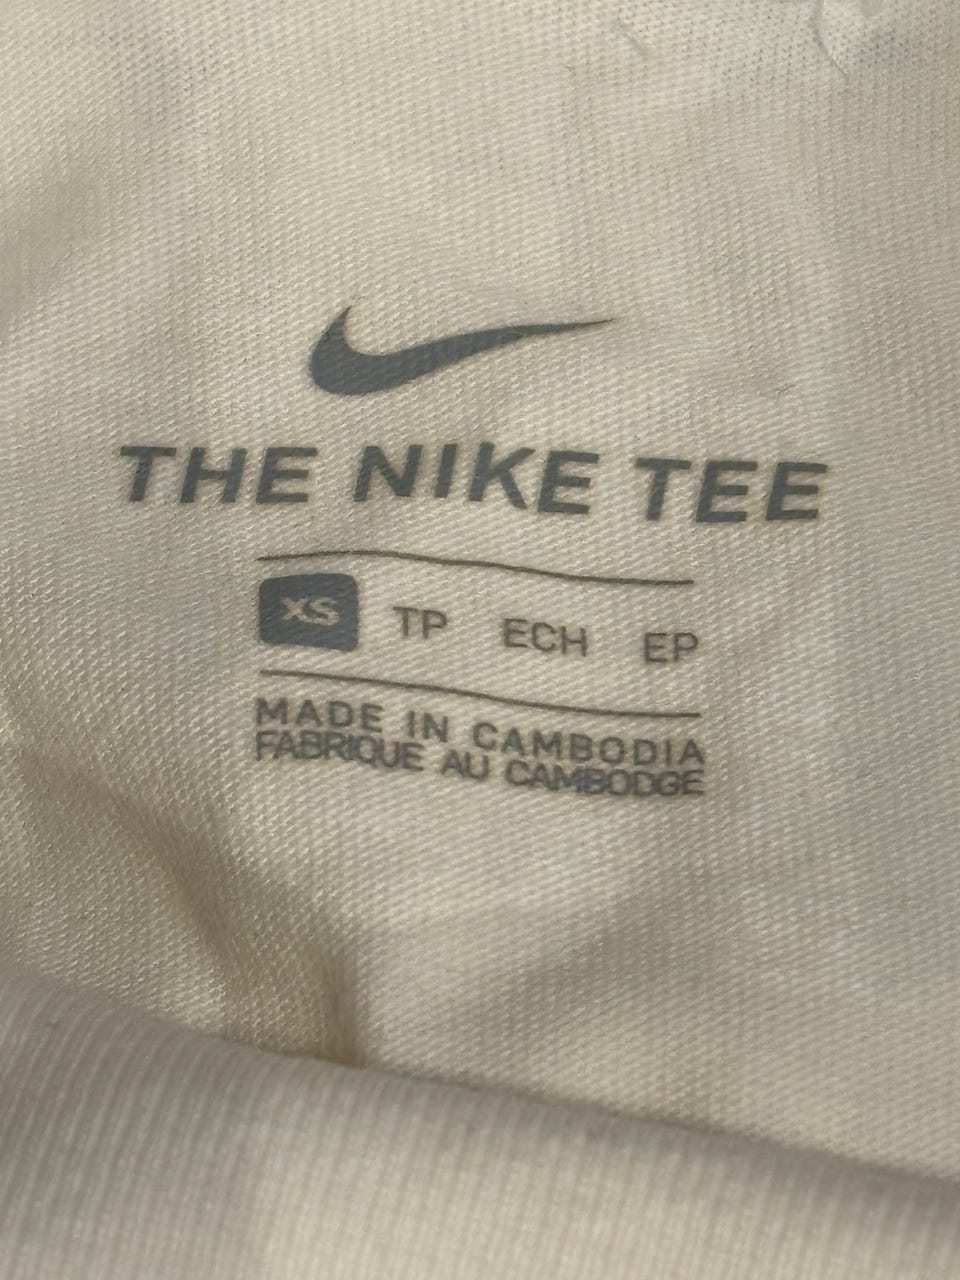 THE NIKE TEE
XS TP ECH EP
MADE IN CAMBODIA
FABRIQUE AU CAMBODGE